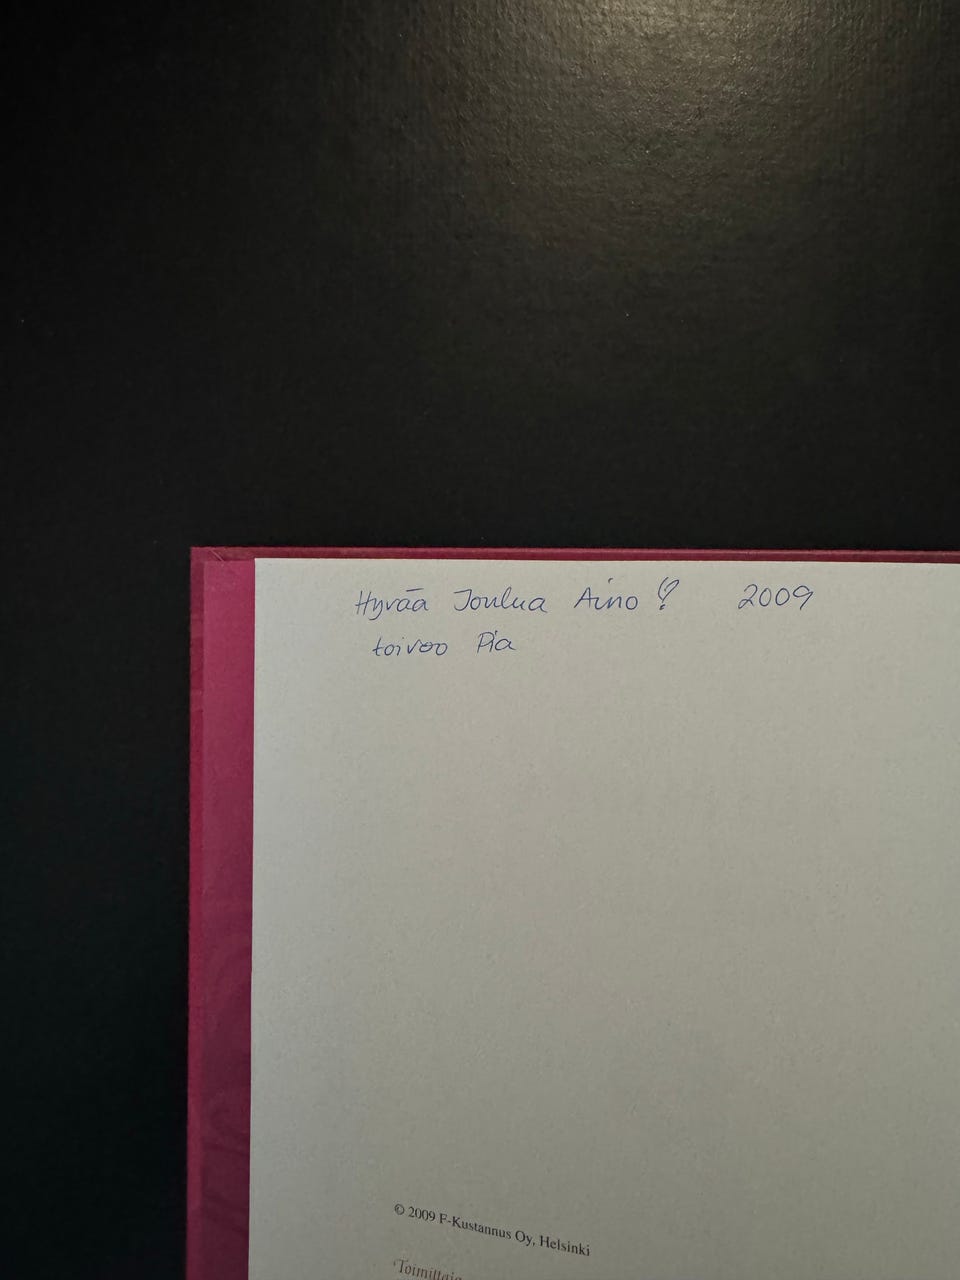 Hyvää Joulua Aino! 2009
toivoo Pia
© 2009 F-Kustannus Oy, Helsinki